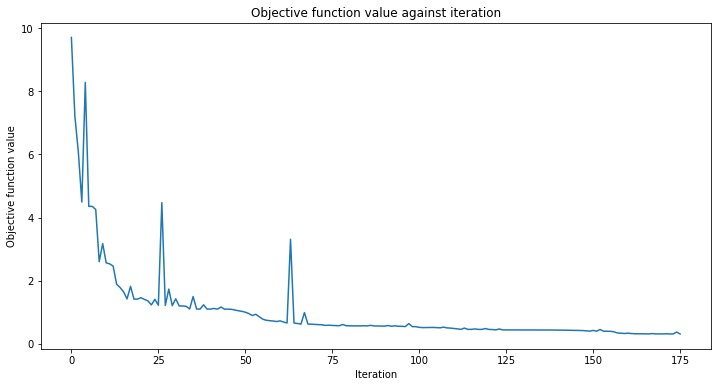 Objective function value against iteration
10
8
6
4
2
0
Objective function value
0 25 50 75 100 125 150 175
Iteration